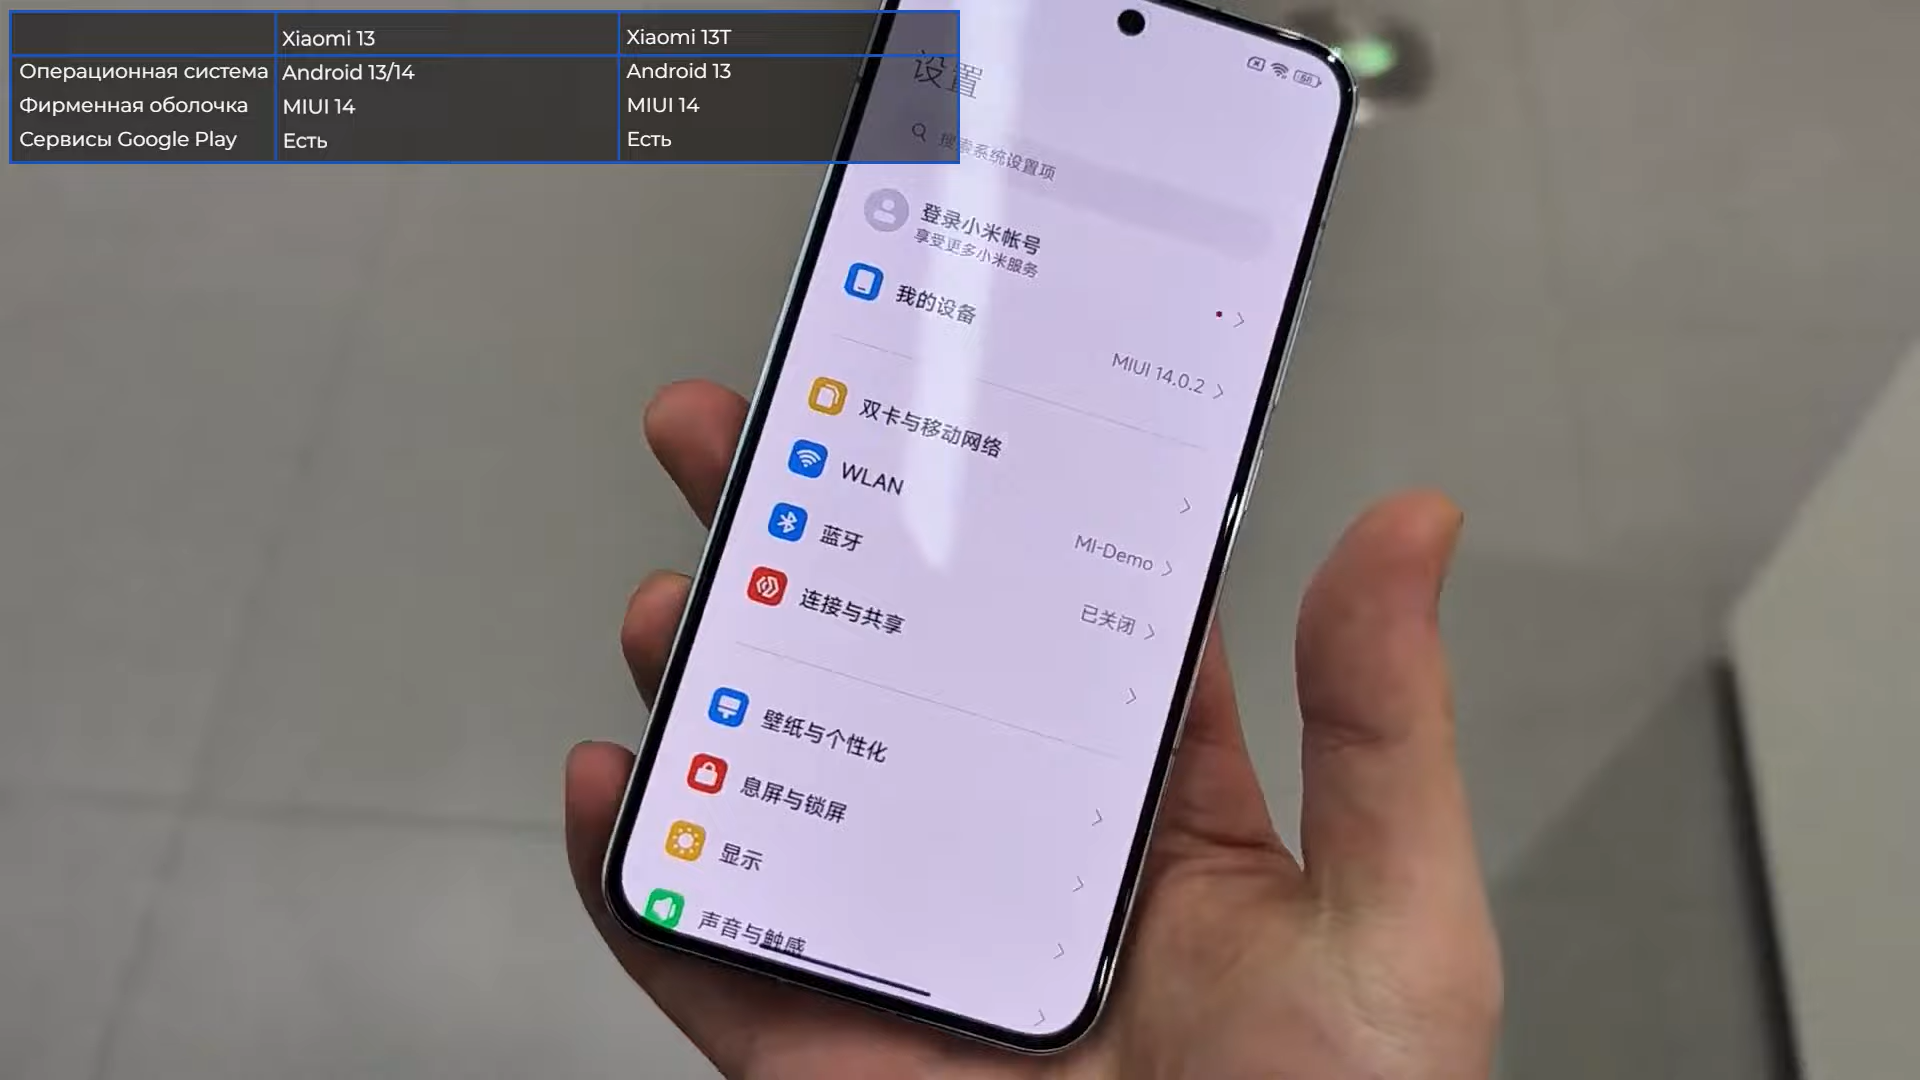 Xiaomi 13
Xiaomi 13T
Операционная система
Android 13/14
Android 13
Фирменная оболочка
MIUI 14
MIUI 14
Сервисы Google Play
Есть
Есть
设置
搜索系统设置项
登录小米帐号
享受更多小米服务
我的设备
MIUI 14.0.2
双卡与移动网络
WLAN
MI-Demo
蓝牙
已关闭
连接与共享
壁纸与个性化
息屏与锁屏
显示
声音与触感